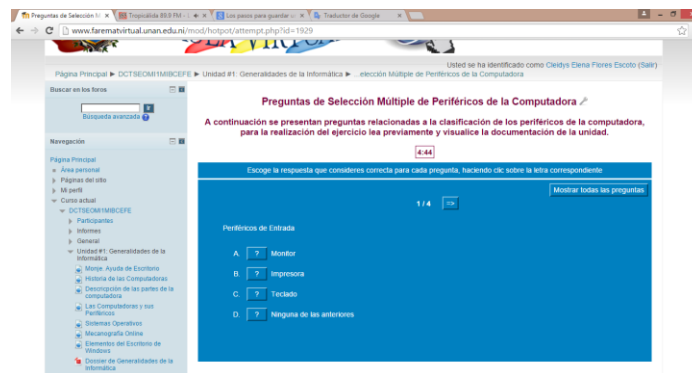 Preguntas de Selección M
Tropicálida 89.9 FM - |
Los pasos para guardar u
Traductor de Google
www.farematvirtual.unan.edu.ni/mod/hotpot/attempt.php?id=1929
Usted se ha identificado como Cleidys Elena Flores Escoto (Salir)
Página Principal ► DCTSEOMI1MIBCEFE ► Unidad #1: Generalidades de la Informática ► ...elección Múltiple de Periféricos de la Computadora
Buscar en los foros
Búsqueda avanzada
Navegación
Página Principal
Área personal
Páginas del sitio
Mi perfil
Curso actual
DCTSEOMI1MIBCEFE
Participantes
Informes
General
Unidad #1: Generalidades de la
Informática
Monje. Ayuda de Escritorio
Historia de las Computadoras
Descripción de las partes de la
computadora
Las Computadoras y sus
Periféricos
Sistemas Operativos
Mecanografía Online
Elementos del Escritorio de
Windows
Dossier de Generalidades de la
Informática
Preguntas de Selección Múltiple de Periféricos de la Computadora
A continuación se presentan preguntas relacionadas a la clasificación de los periféricos de la computadora,
para la realización del ejercicio lea previamente y visualice la documentación de la unidad.
4:44
Escoge la respuesta que consideres correcta para cada pregunta, haciendo clic sobre la letra correspondiente
Mostrar todas las preguntas
1 / 4 =>
Periféricos de Entrada
A. ? Monitor
B. ? Impresora
C. ? Teclado
D. ? Ninguna de las anteriores